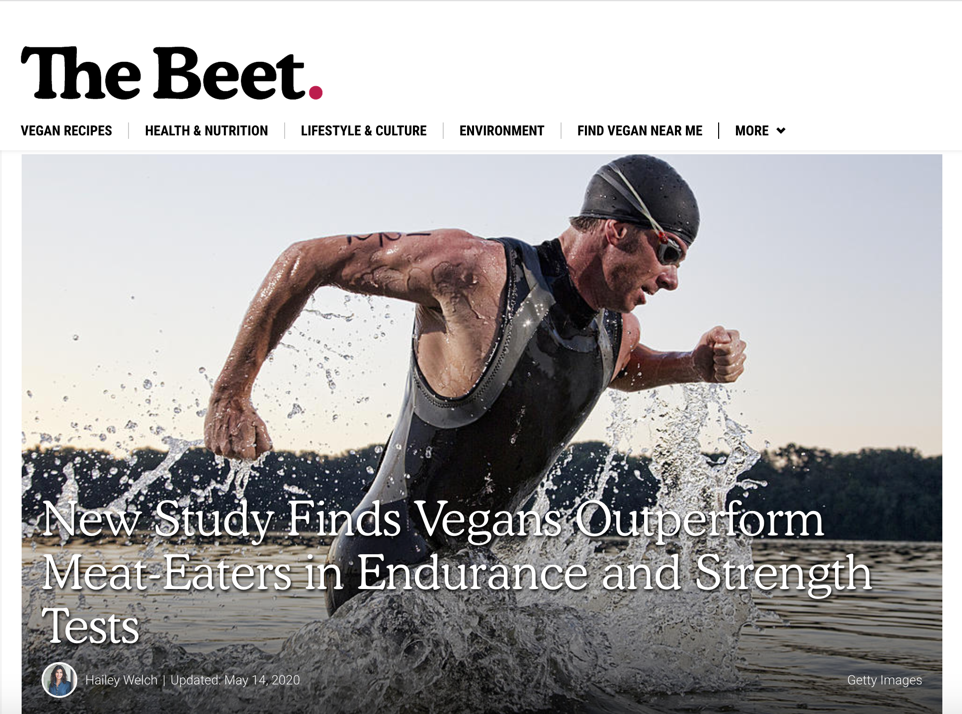 The Beet.
VEGAN RECIPES
HEALTH & NUTRITION
LIFESTYLE & CULTURE
ENVIRONMENT
FIND VEGAN NEAR ME
MORE
New Study Finds Vegans Outperform
Meat-Eaters in Endurance and Strength
Tests
Hailey Welch | Updated: May 14, 2020
Getty Images